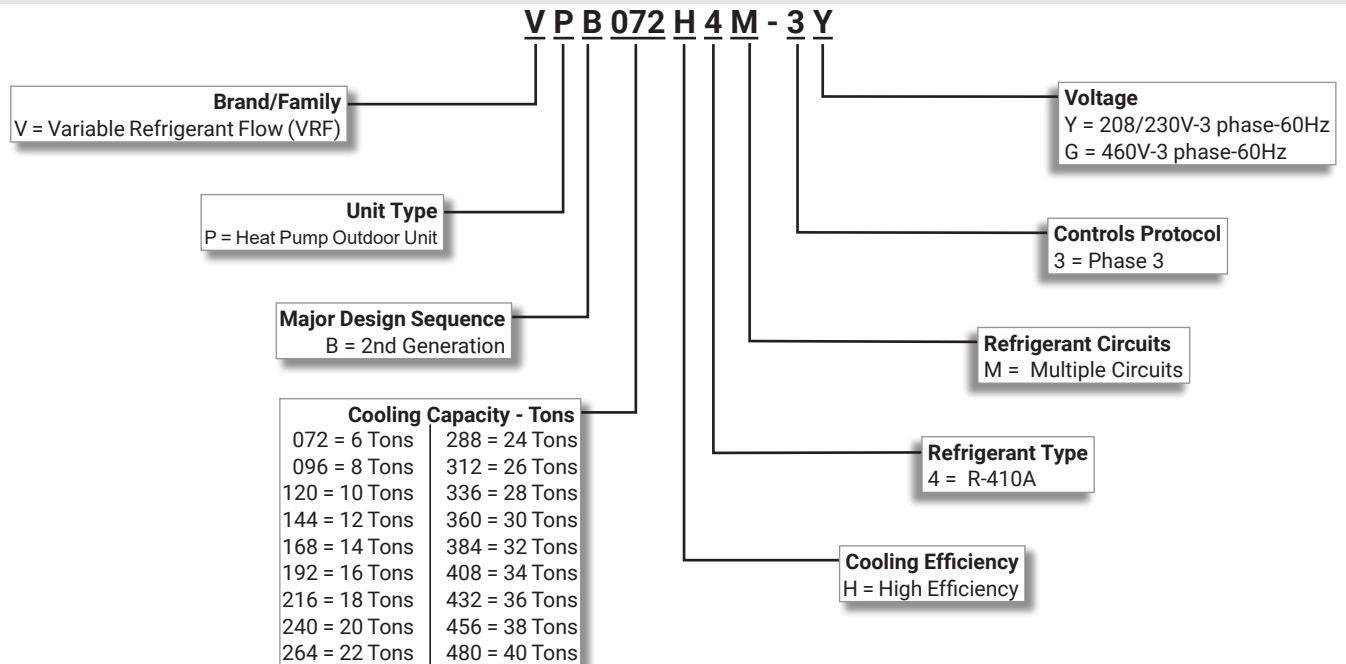 V P B 072 H 4 M - 3 Y
Brand/Family
V = Variable Refrigerant Flow (VRF)
Unit Type
P = Heat Pump Outdoor Unit
Major Design Sequence
B = 2nd Generation
Cooling Capacity - Tons
072 = 6 Tons
096 = 8 Tons
120 = 10 Tons
144 = 12 Tons
168 = 14 Tons
192 = 16 Tons
216 = 18 Tons
240 = 20 Tons
264 = 22 Tons
288 = 24 Tons
312 = 26 Tons
336 = 28 Tons
360 = 30 Tons
384 = 32 Tons
408 = 34 Tons
432 = 36 Tons
456 = 38 Tons
480 = 40 Tons
Voltage
Y = 208/230V-3 phase-60Hz
G = 460V-3 phase-60Hz
Controls Protocol
3 = Phase 3
Refrigerant Circuits
M = Multiple Circuits
Refrigerant Type
4 = R-410A
Cooling Efficiency
H = High Efficiency